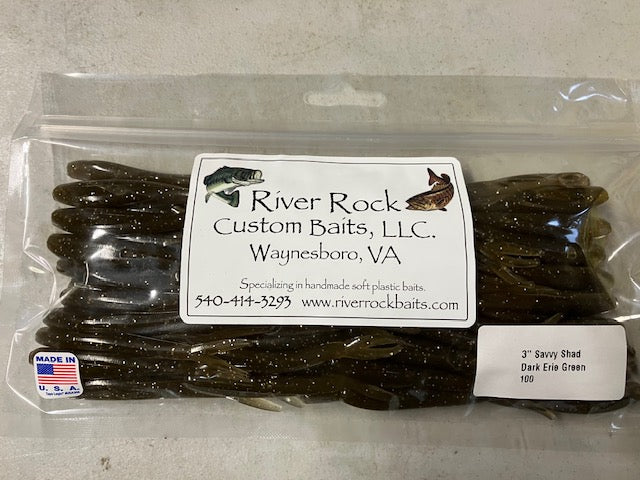 River Rock
Custom Baits, LLC.
Waynesboro, VA
Specializing in handmade soft plastic baits.
540-414-3293 www.riverrockbaits.com
3" Savvy Shad
Dark Erie Green
100
MADE IN
U. S. A.